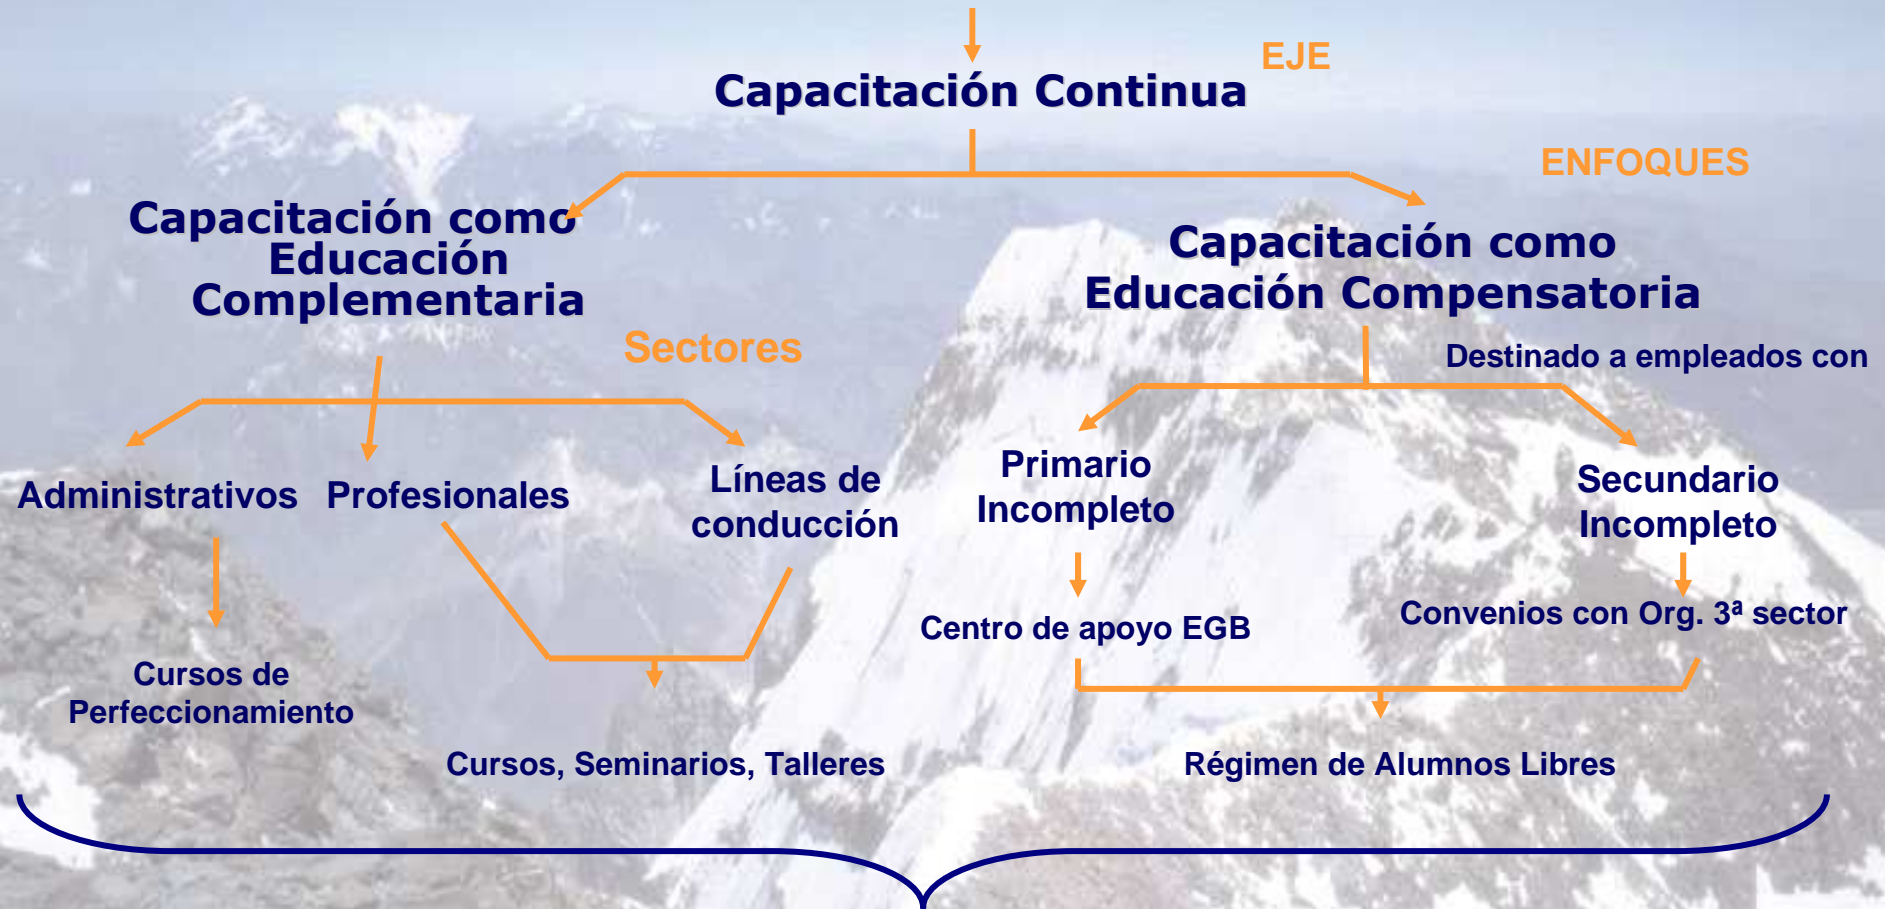 EJE
Capacitación Continua
ENFOQUES
Capacitación como
Educación
Complementaria
Capacitación como
Educación Compensatoria
Sectores
Destinado a empleados con
Administrativos
Profesionales
Líneas de
conducción
Primario
Incompleto
Secundario
Incompleto
Cursos de
Perfeccionamiento
Centro de apoyo EGB
Convenios con Org. 3ª sector
Cursos, Seminarios, Talleres
Régimen de Alumnos Libres